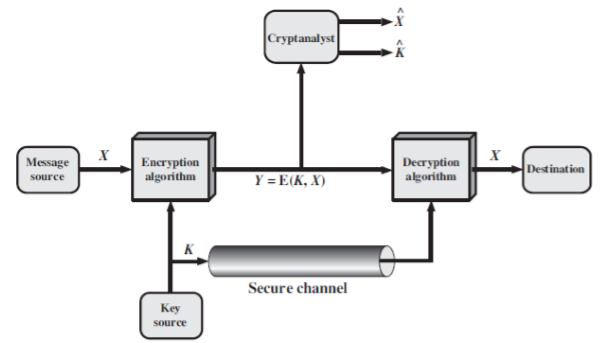 X̂
Cryptanalyst
K̂
Message
source
X
Encryption
algorithm
Y = E(K, X)
Decryption
algorithm
X
Destination
K
Secure channel
Key
source